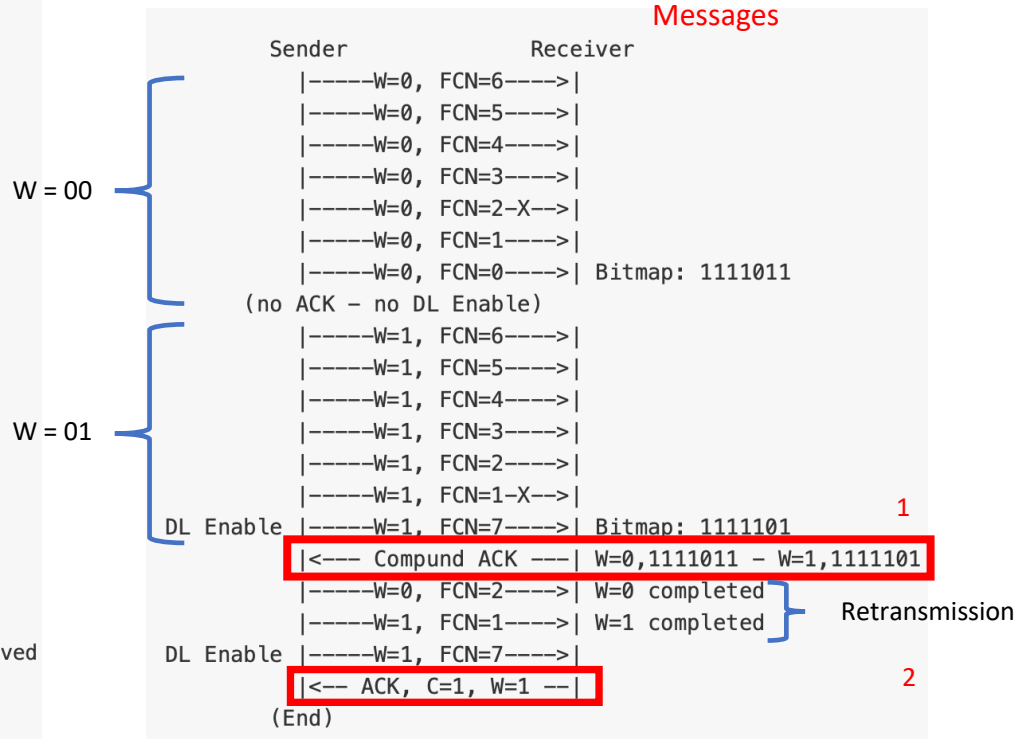 Messages
Sender Receiver
|-----W=0, FCN=6---->|
|-----W=0, FCN=5---->|
|-----W=0, FCN=4---->|
|-----W=0, FCN=3---->|
W = 00
|-----W=0, FCN=2-X-->|
|-----W=0, FCN=1---->|
|-----W=0, FCN=0---->| Bitmap: 1111011
(no ACK – no DL Enable)
|-----W=1, FCN=6---->|
|-----W=1, FCN=5---->|
|-----W=1, FCN=4---->|
W = 01 |-----W=1, FCN=3---->|
|-----W=1, FCN=2---->|
|-----W=1, FCN=1-X-->|
1
DL Enable |-----W=1, FCN=7---->| Bitmap: 1111101
|<--- Compund ACK ---| W=0,1111011 – W=1,1111101
|-----W=0, FCN=2---->| W=0 completed
Retransmission
|-----W=1, FCN=1---->| W=1 completed
ved DL Enable |-----W=1, FCN=7---->|
2
|<-- ACK, C=1, W=1 --|
(End)